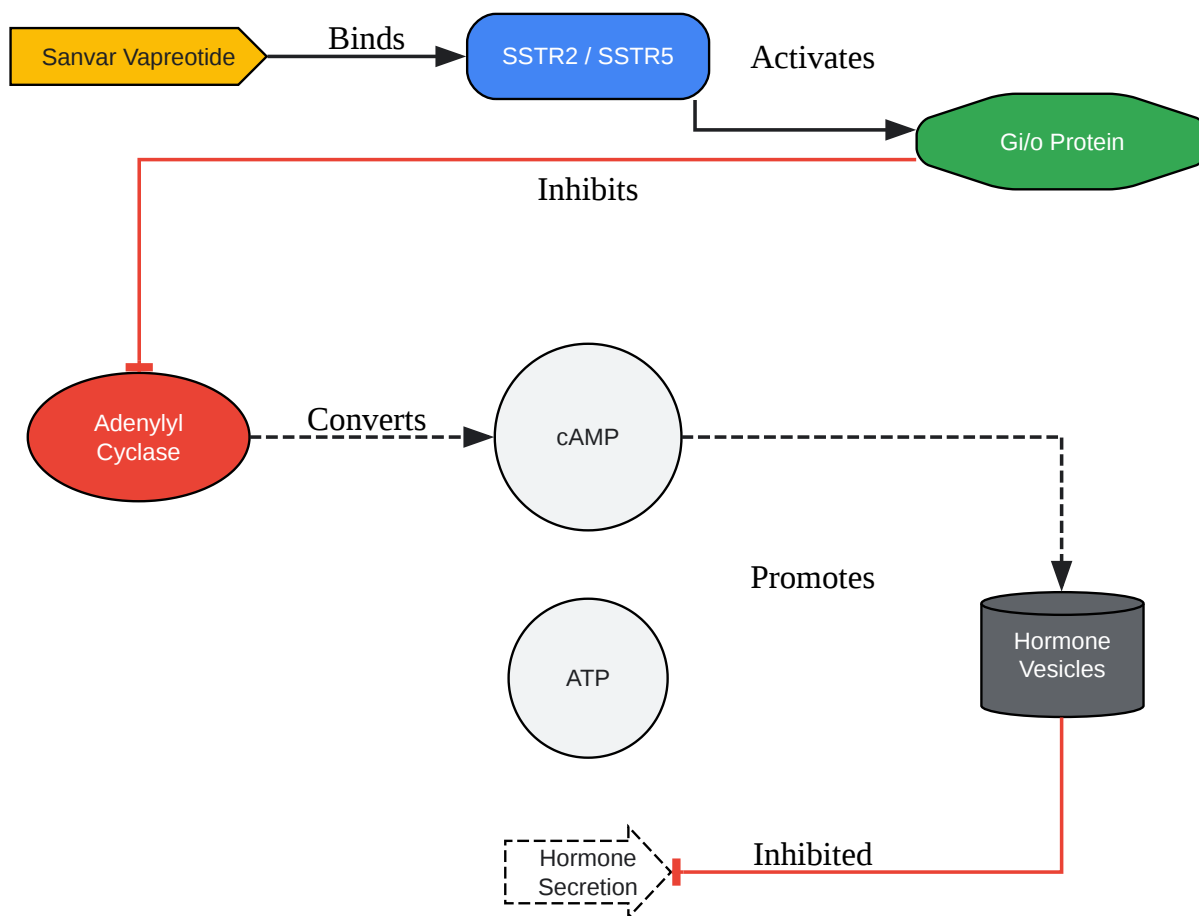 Sanvar Vapreotide
Binds
SSTR2 / SSTR5
Activates
Gi/o Protein
Inhibits
Adenylyl
Cyclase
Converts
cAMP
Promotes
ATP
Hormone
Vesicles
Hormone
Secretion
Inhibited